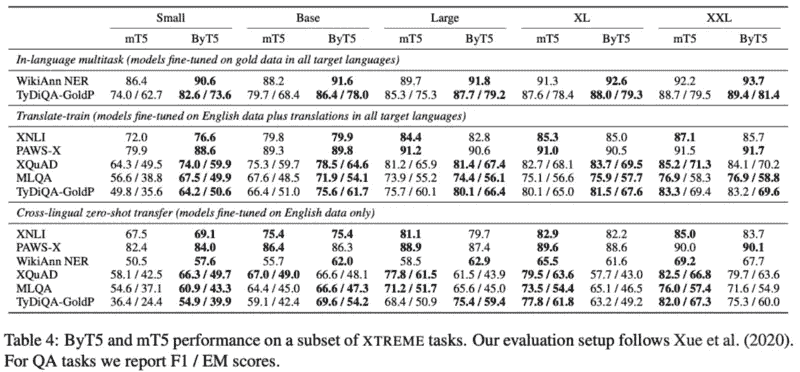 Small Base Large XL XXL
mT5 ByT5 mT5 ByT5 mT5 ByT5 mT5 ByT5 mT5 ByT5
In-language multitask (models fine-tuned on gold data in all target languages)
WikiAnn NER 86.4 90.6 88.2 91.6 89.7 91.8 91.3 92.6 92.2 93.7
TyDiQA-GoldP 74.0 / 62.7 82.6 / 73.6 79.7 / 68.4 86.4 / 78.0 85.3 / 75.3 87.7 / 79.2 87.6 / 78.4 88.0 / 79.3 88.7 / 79.5 89.4 / 81.4
Translate-train (models fine-tuned on English data plus translations in all target languages)
XNLI 72.0 76.6 79.8 79.9 84.4 82.8 85.3 85.0 87.1 85.7
PAWS-X 79.9 88.6 89.3 89.8 91.2 90.6 91.0 90.5 91.5 91.7
XQuAD 64.3 / 49.5 74.0 / 59.9 75.3 / 59.7 78.5 / 64.6 81.2 / 65.9 81.4 / 67.4 82.7 / 68.1 83.7 / 69.5 85.2 / 71.3 84.1 / 70.2
MLQA 56.6 / 38.8 67.5 / 49.9 67.6 / 48.5 71.9 / 54.1 73.9 / 55.2 74.4 / 56.1 75.1 / 56.6 75.9 / 57.7 76.9 / 58.3 76.9 / 58.8
TyDiQA-GoldP 49.8 / 35.6 64.2 / 50.6 66.4 / 51.0 75.6 / 61.7 75.7 / 60.1 80.1 / 66.4 80.1 / 65.0 81.5 / 67.6 83.3 / 69.4 83.2 / 69.6
Cross-lingual zero-shot transfer (models fine-tuned on English data only)
XNLI 67.5 69.1 75.4 75.4 81.1 79.7 82.9 82.2 85.0 83.7
PAWS-X 82.4 84.0 86.4 86.3 88.9 87.4 89.6 88.6 90.0 90.1
WikiAnn NER 50.5 57.6 55.7 62.0 58.5 62.9 65.5 61.6 69.2 67.7
XQuAD 58.1 / 42.5 66.3 / 49.7 67.0 / 49.0 66.6 / 48.1 77.8 / 61.5 61.5 / 43.9 79.5 / 63.6 57.7 / 43.0 82.5 / 66.8 79.7 / 63.6
MLQA 54.6 / 37.1 60.9 / 43.3 64.4 / 45.0 66.6 / 47.3 71.2 / 51.7 65.6 / 45.0 73.5 / 54.4 65.1 / 46.5 76.0 / 57.4 71.6 / 54.9
TyDiQA-GoldP 36.4 / 24.4 54.9 / 39.9 59.1 / 42.4 69.6 / 54.2 68.4 / 50.9 75.4 / 59.4 77.8 / 61.8 63.2 / 49.2 82.0 / 67.3 75.3 / 60.0
Table 4: ByT5 and mT5 performance on a subset of XTREME tasks. Our evaluation setup follows Xue et al. (2020).
For QA tasks we report F1 / EM scores.